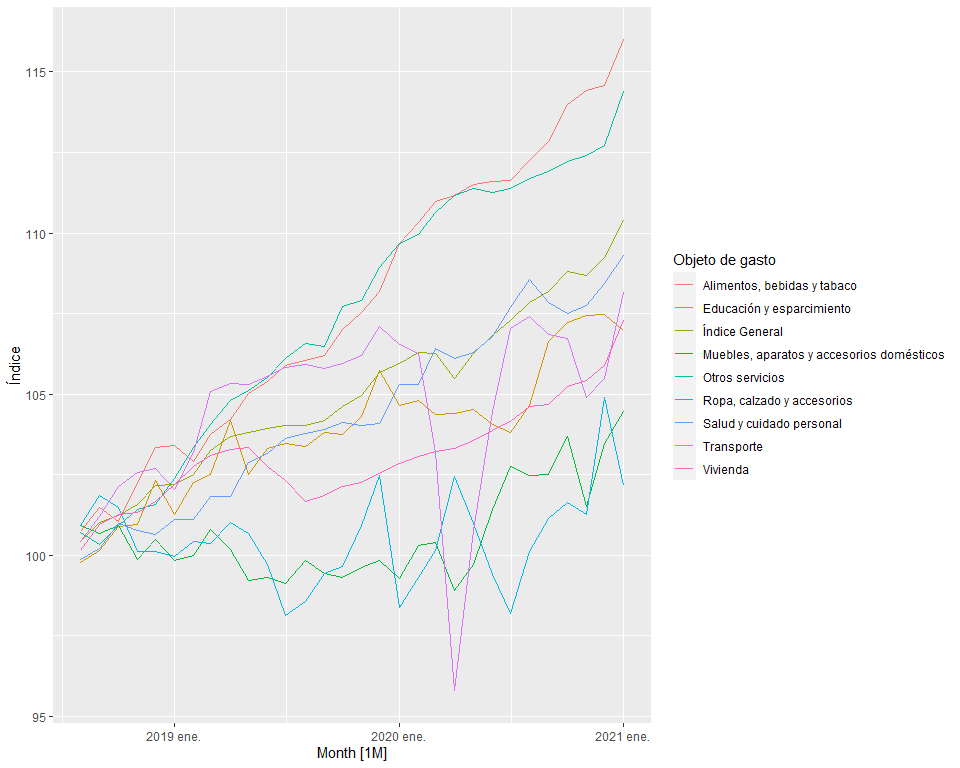 115
110
105
100
95
Índice
2019 ene.
2020 ene.
2021 ene.
Month [1M]
Objeto de gasto
Alimentos, bebidas y tabaco
Educación y esparcimiento
Índice General
Muebles, aparatos y accesorios domésticos
Otros servicios
Ropa, calzado y accesorios
Salud y cuidado personal
Transporte
Vivienda